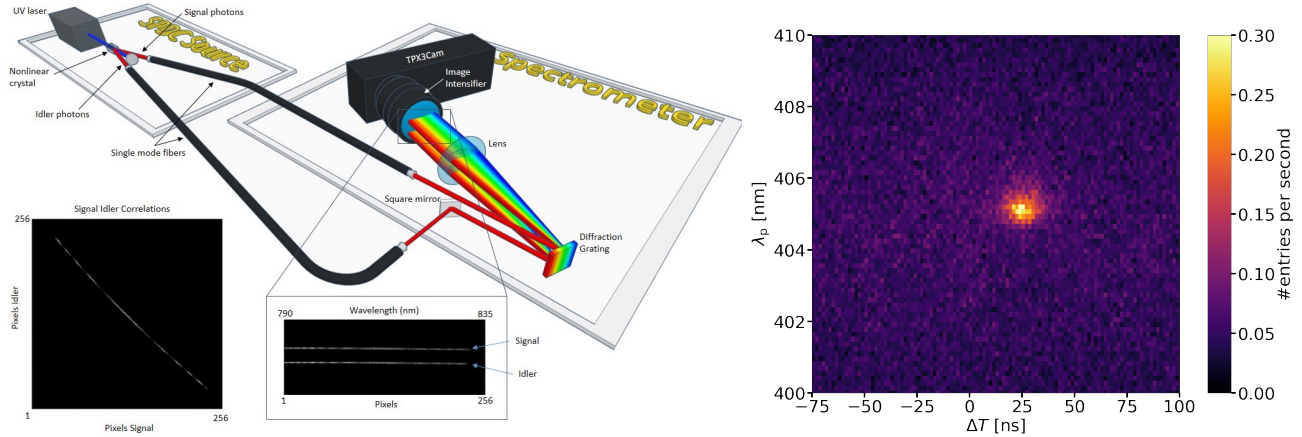 UV laser
Signal photons
SPDC Source
Nonlinear
crystal
Idler photons
Single mode fibers
TPX3Cam
Image
Intensifier
Spectrometer
Lens
Square mirror
Diffraction
Grating
Signal Idler Correlations
256
Pixels Idler
1
256
Pixels Signal
Wavelength (nm)
790
835
Signal
Idler
1
256
Pixels
410
408
406
404
402
400
λp [nm]
−75
−50
−25
0
25
50
75
100
ΔT [ns]
0.30
0.25
0.20
0.15
0.10
0.05
0.00
#entries per second